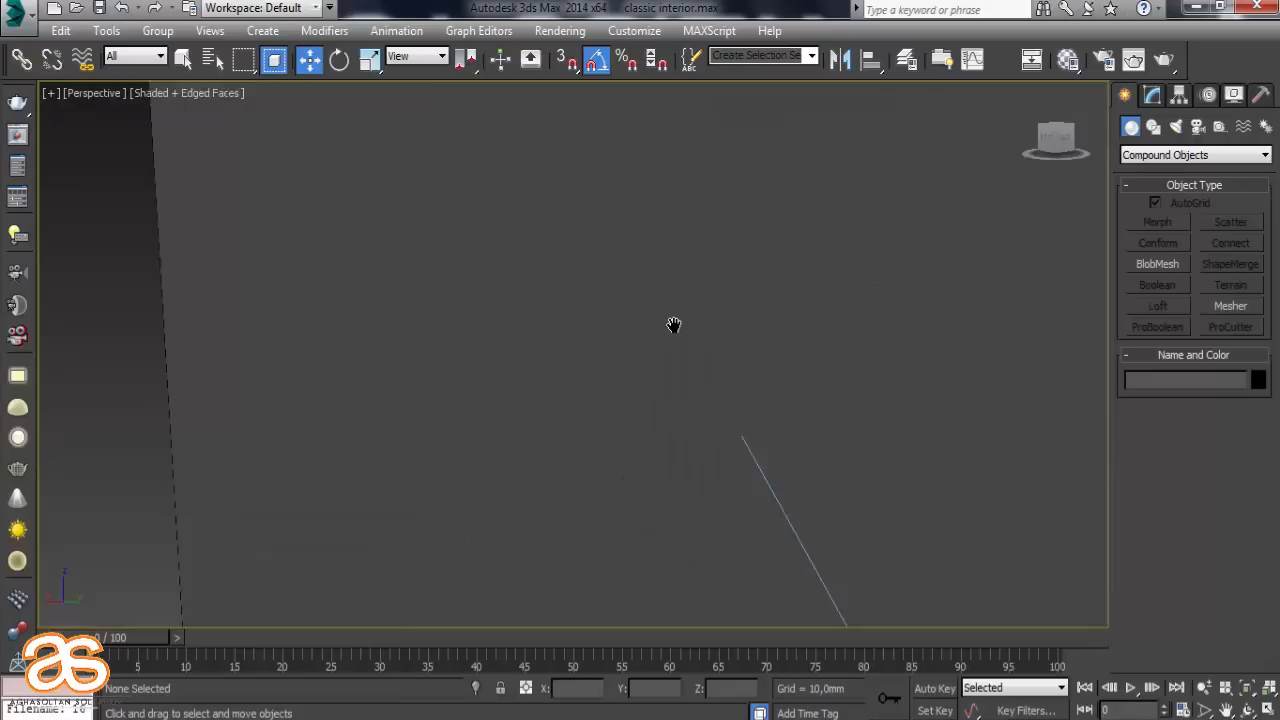 Workspace: Default
Autodesk 3ds Max 2014 x64 classic interior.max
Type a keyword or phrase
Edit Tools Group Views Create Modifiers Animation Graph Editors Rendering Customize MAXScript Help
All View 3 Create Selection Se
[+] [Perspective] [Shaded + Edged Faces]
Compound Objects
- Object Type
AutoGrid
Morph Scatter
Conform Connect
BlobMesh ShapeMerge
Boolean Terrain
Loft Mesher
ProBoolean ProCutter
- Name and Color
z
x y
0 / 100 >
5 10 15 20 25 30 35 40 45 50 55 60 65 70 75 80 85 90 95 100
as
AGHASOLTAN SOL
None Selected X: Y: Z: Grid = 10,0mm Auto Key Selected
Click and drag to select and move objects Add Time Tag Set Key Key Filters... 0